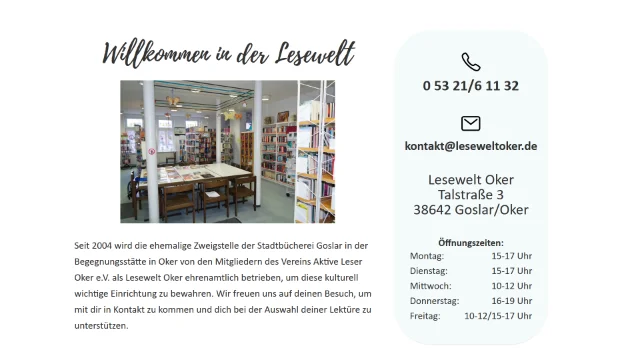 Willkommen in der Lesewelt
Seit 2004 wird die ehemalige Zweigstelle der Stadtbücherei Goslar in der
Begegnungsstätte in Oker von den Mitgliedern des Vereins Aktive Leser
Oker e.V. als Lesewelt Oker ehrenamtlich betrieben, um diese kulturell
wichtige Einrichtung zu bewahren. Wir freuen uns auf deinen Besuch, um
mit dir in Kontakt zu kommen und dich bei der Auswahl deiner Lektüre zu
unterstützen.
0 53 21/6 11 32
kontakt@leseweltoker.de
Lesewelt Oker
Talstraße 3
38642 Goslar/Oker
Öffnungszeiten:
Montag: 15-17 Uhr
Dienstag: 15-17 Uhr
Mittwoch: 10-12 Uhr
Donnerstag: 16-19 Uhr
Freitag: 10-12/15-17 Uhr